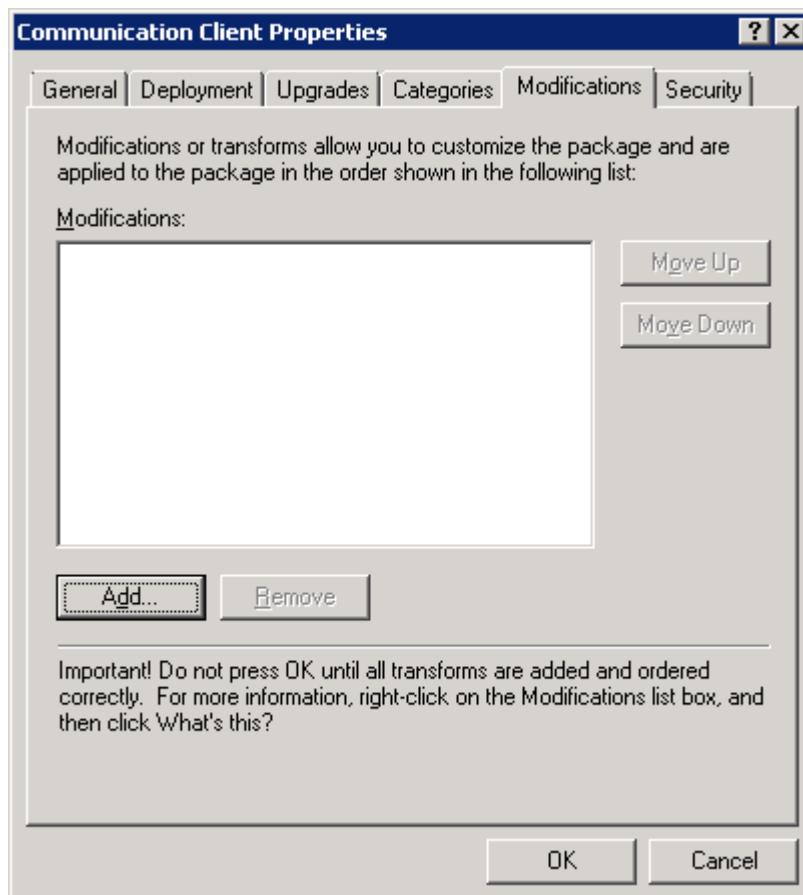 Communication Client Properties
General Deployment Upgrades Categories Modifications Security
Modifications or transforms allow you to customize the package and are
applied to the package in the order shown in the following list:
Modifications:
Move Up
Move Down
Add... Remove
Important! Do not press OK until all transforms are added and ordered
correctly. For more information, right-click on the Modifications list box, and
then click What's this?
OK Cancel